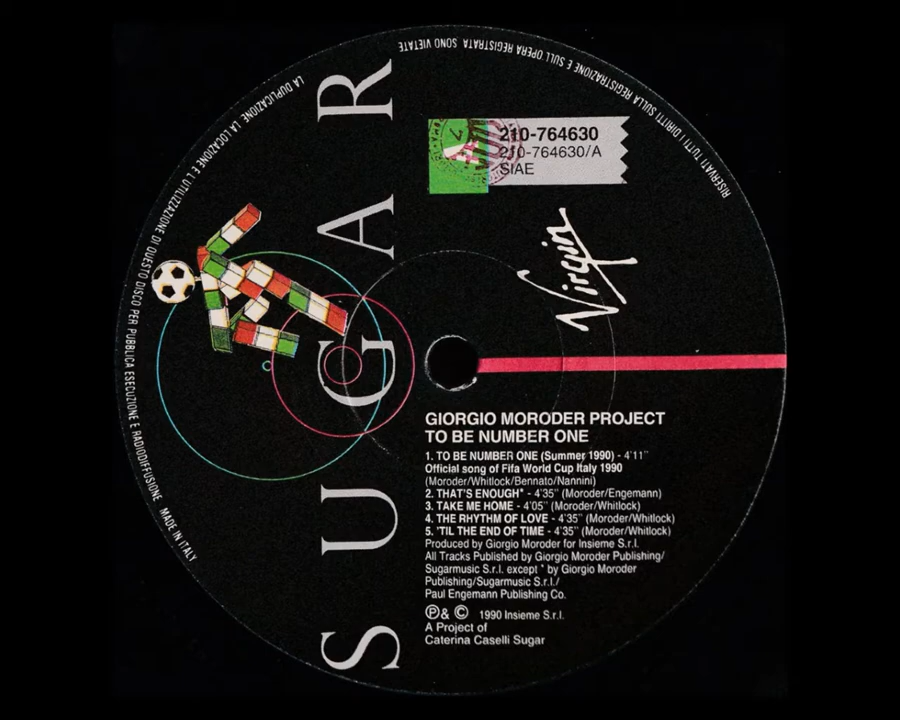 RISERVATI TUTTI I DIRITTI SULLA REGISTRAZIONE E SULL'OPERA REGISTRATA. SONO VIETATE LA DUPLICAZIONE, LA LOCAZIONE E L'UTILIZZAZIONE DI QUESTO DISCO PER PUBBLICA ESECUZIONE E RADIODIFFUSIONE MADE IN ITALY
SUGAR
210-764630
210-764630/A
SIAE
Virgin
GIORGIO MORODER PROJECT
TO BE NUMBER ONE
1. TO BE NUMBER ONE (Summer 1990) - 4'11"
Official song of Fifa World Cup Italy 1990
(Moroder/Whitlock/Bennato/Nannini)
2. THAT'S ENOUGH* - 4'35" (Moroder/Engemann)
3. TAKE ME HOME - 4'05" (Moroder/Whitlock)
4. THE RHYTHM OF LOVE - 4'35" (Moroder/Whitlock)
5. 'TIL THE END OF TIME - 4'35" (Moroder/Whitlock)
Produced by Giorgio Moroder for Insieme S.r.l.
All Tracks Published by Giorgio Moroder Publishing/
Sugarmusic S.r.l. except * by Giorgio Moroder
Publishing/Sugarmusic S.r.l./
Paul Engemann Publishing Co.
℗& © 1990 Insieme S.r.l.
A Project of
Caterina Caselli Sugar